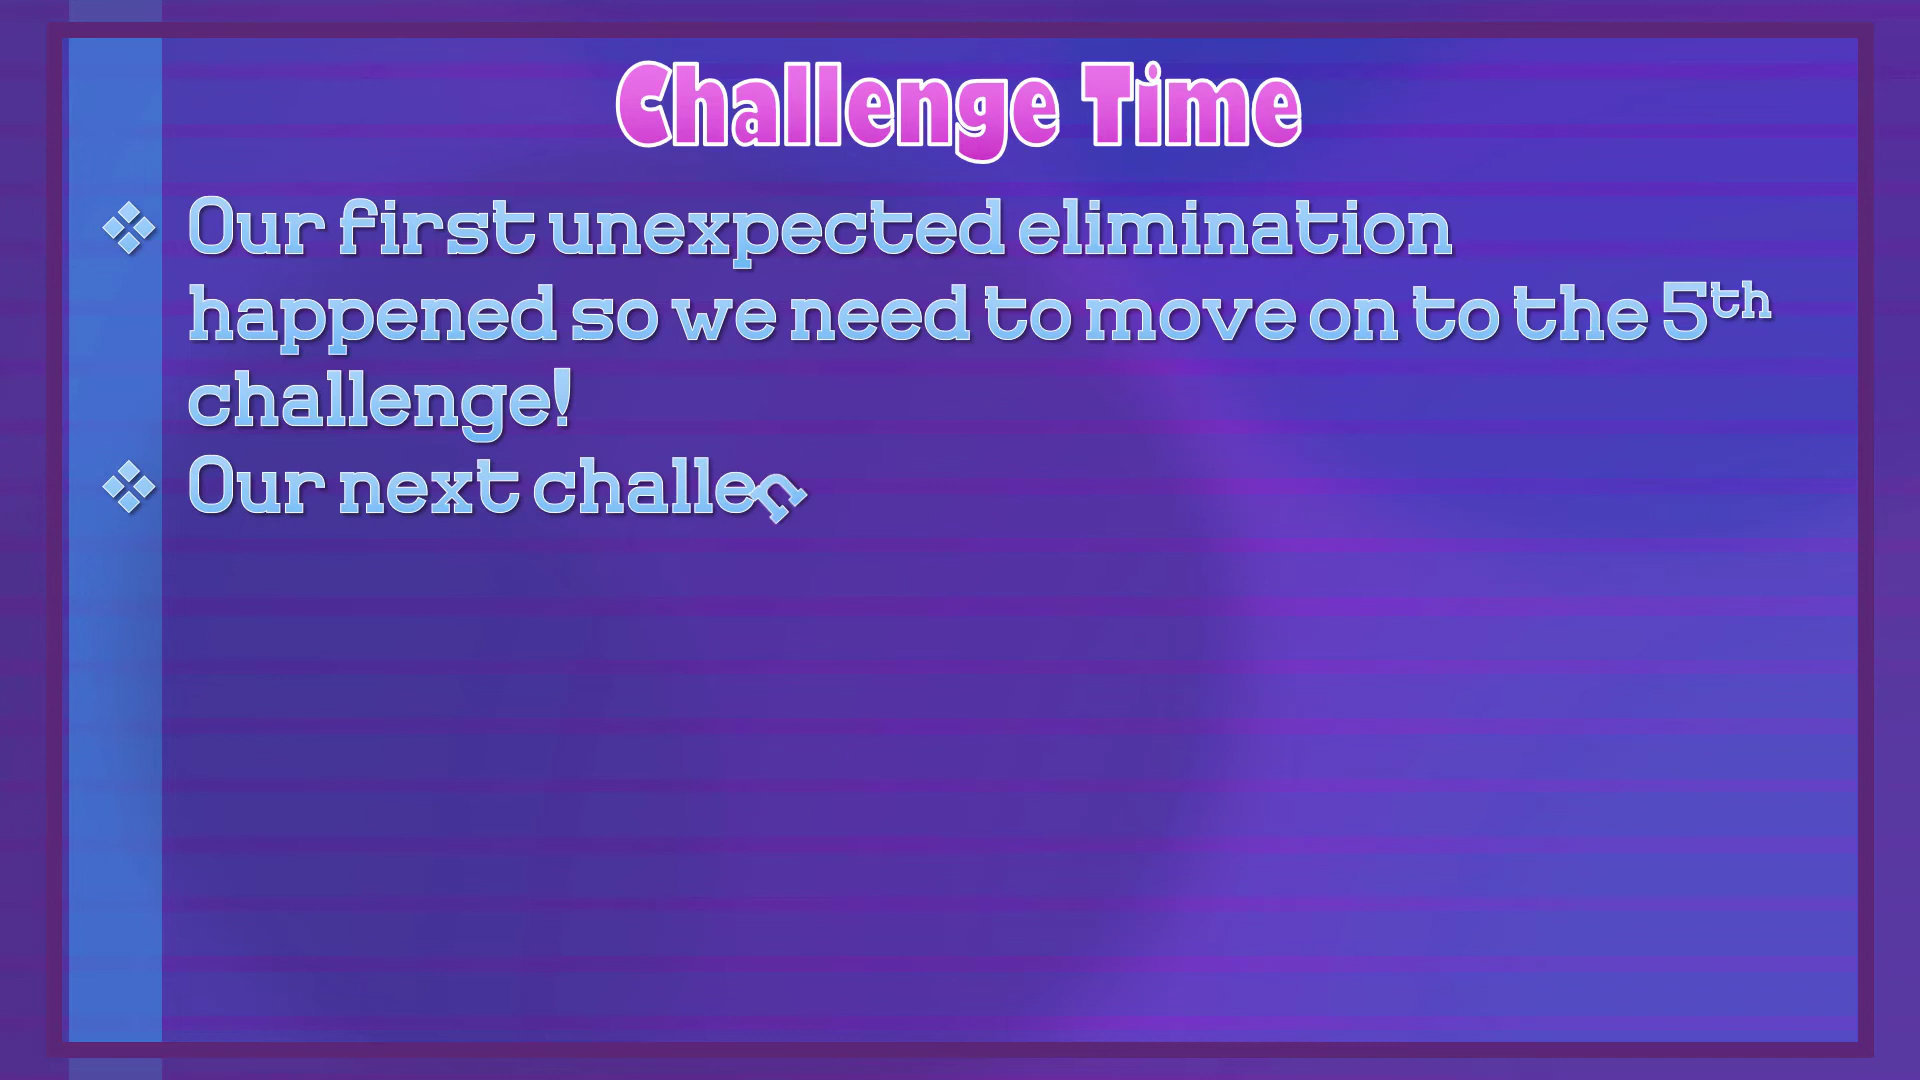 Challenge Time
❖ Our first unexpected elimination
happened so we need to move on to the 5th
challenge!
❖ Our next challen